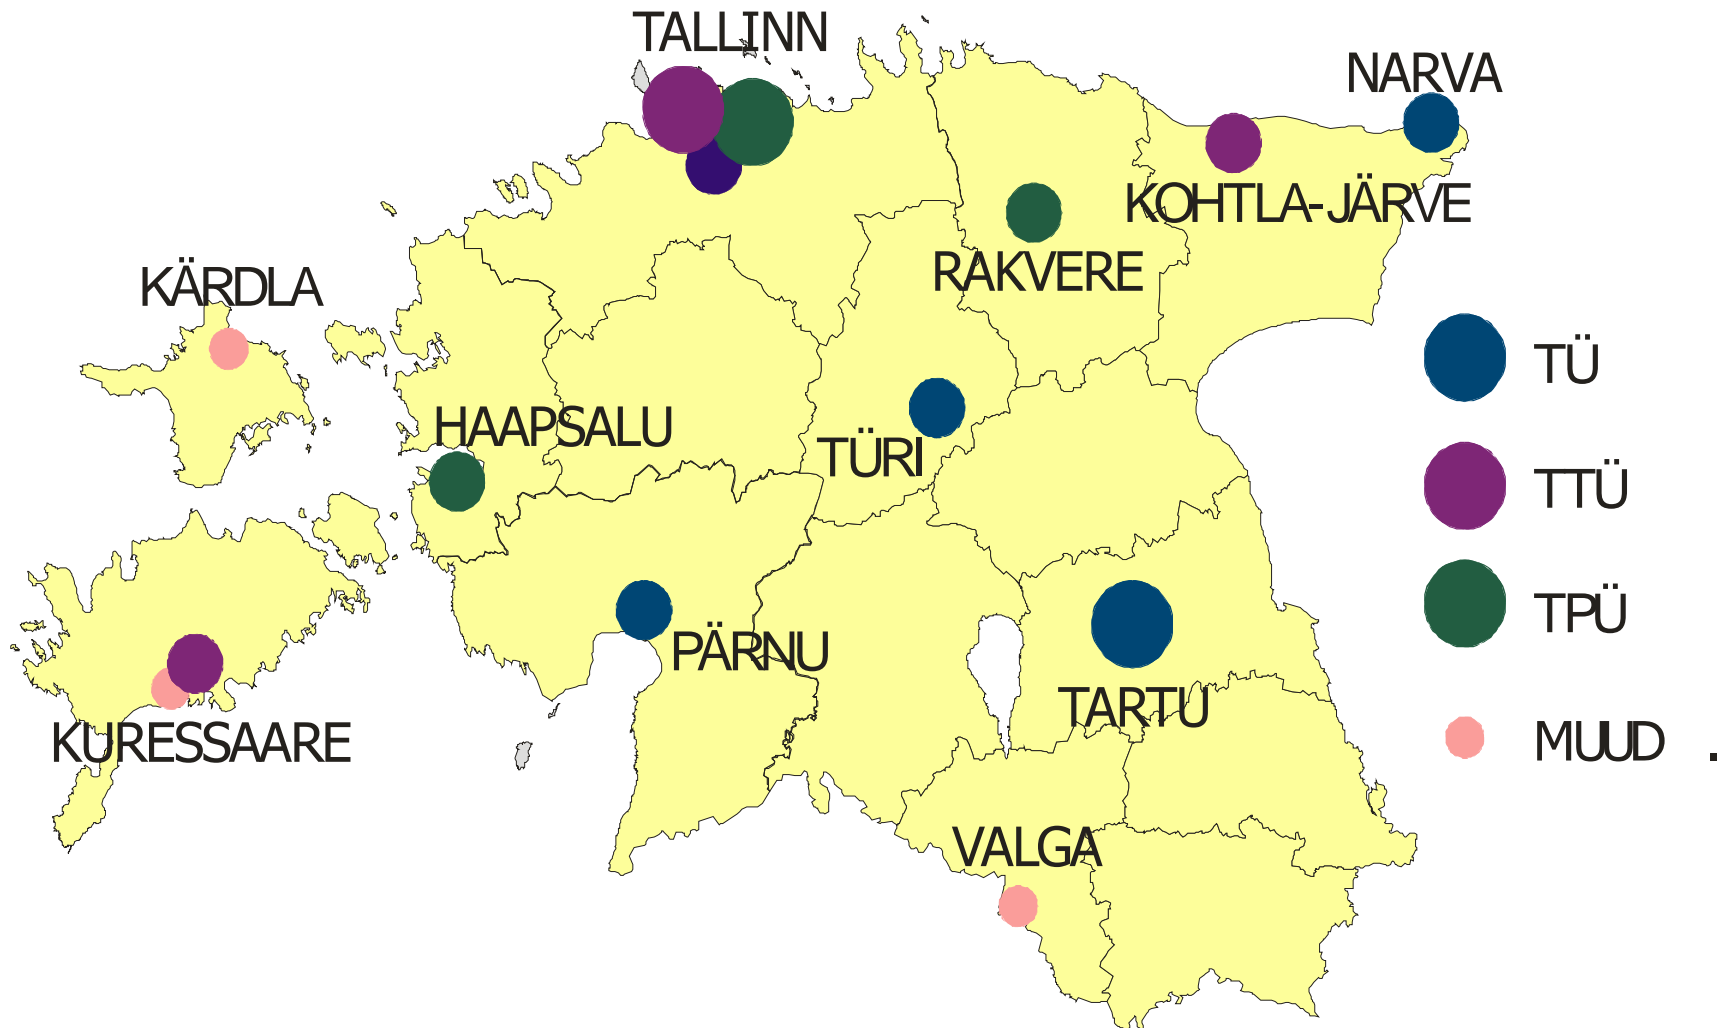 TALLINN
NARVA
KOHTLA-JÄRVE
RAKVERE
KÄRDLA
TÜ
HAAPSALU
TÜRI
TTÜ
TPÜ
PÄRNU
TARTU
KURESSAARE
MUUD .
VALGA